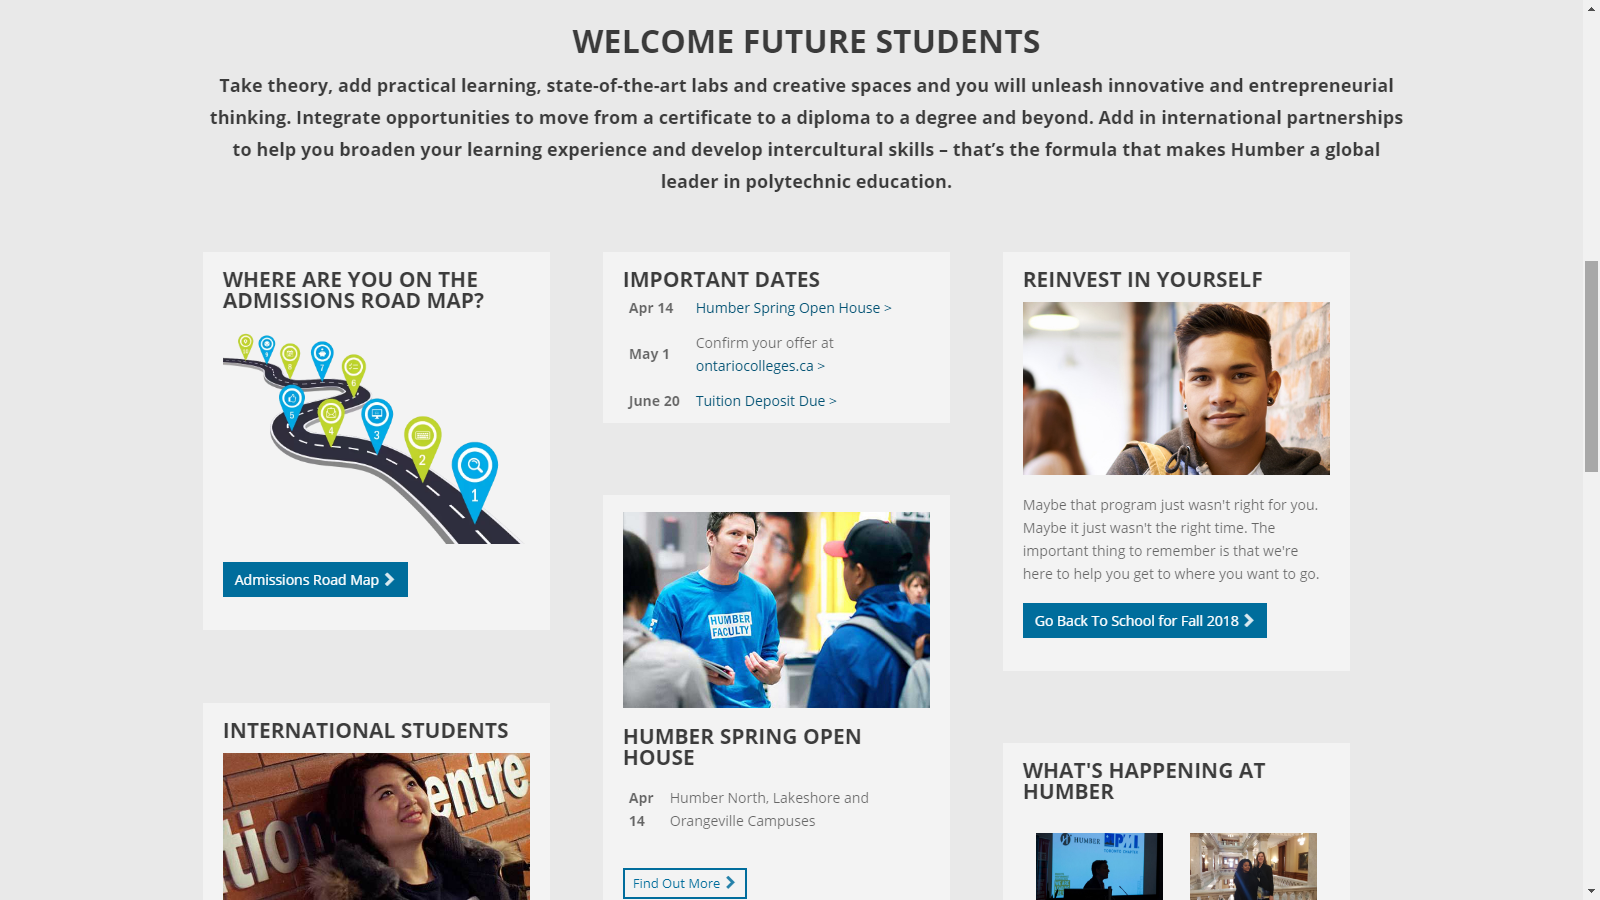 WELCOME FUTURE STUDENTS
Take theory, add practical learning, state-of-the-art labs and creative spaces and you will unleash innovative and entrepreneurial
thinking. Integrate opportunities to move from a certificate to a diploma to a degree and beyond. Add in international partnerships
to help you broaden your learning experience and develop intercultural skills – that’s the formula that makes Humber a global
leader in polytechnic education.
WHERE ARE YOU ON THE
ADMISSIONS ROAD MAP?
8
7
6
5
4
3
2
1
Admissions Road Map
INTERNATIONAL STUDENTS
tion entre
IMPORTANT DATES
Apr 14 Humber Spring Open House >
May 1 Confirm your offer at
ontariocolleges.ca >
June 20 Tuition Deposit Due >
HUMBER
FACULTY
HUMBER SPRING OPEN
HOUSE
Apr Humber North, Lakeshore and
14 Orangeville Campuses
Find Out More
REINVEST IN YOURSELF
Maybe that program just wasn't right for you.
Maybe it just wasn't the right time. The
important thing to remember is that we're
here to help you get to where you want to go.
Go Back To School for Fall 2018
WHAT'S HAPPENING AT
HUMBER
HUMBER PMI